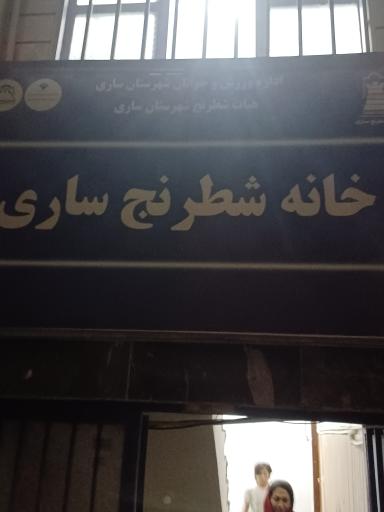 اداره ورزش و جوانان شهرستان ساری
هیات شطرنج شهرستان ساری
خانه شطرنج ساری